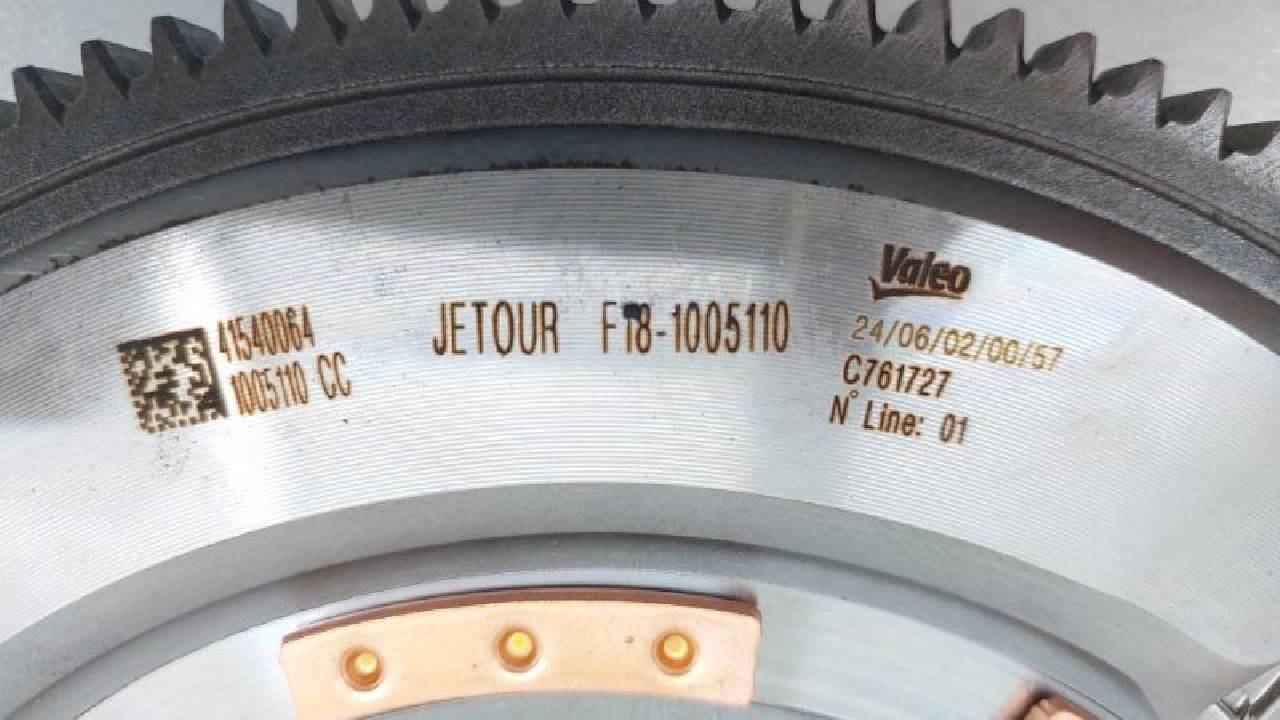 41540064
1005110 CC
JETOUR F18-1005110
Valeo
24/06/02/00/57
C761727
N° Line: 01